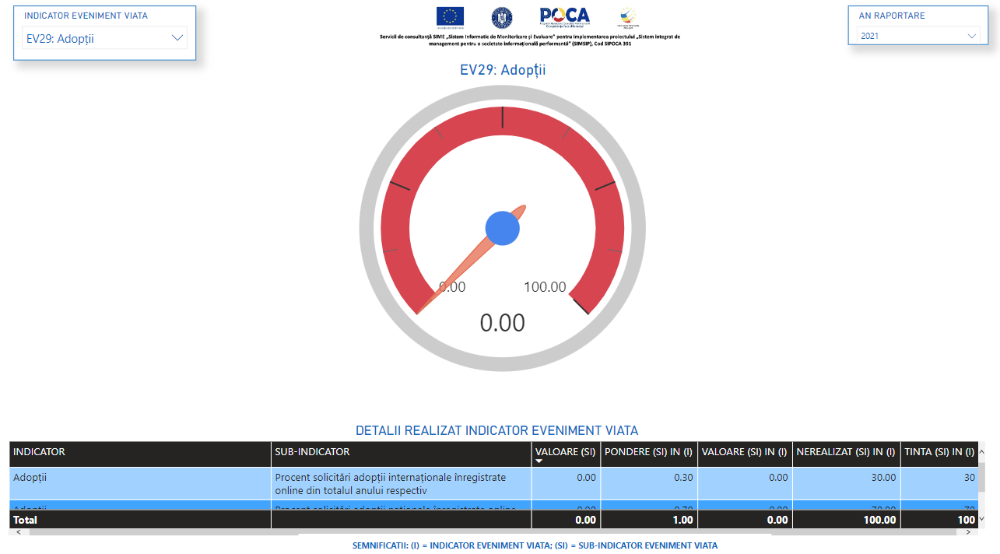 INDICATOR EVENIMENT VIATA
EV29: Adopții
POCA
Servicii de consultanță SIME „Sistem Informatic de Monitorizare și Evaluare” pentru implementarea proiectului „Sistem integrat de
management pentru o societate informațională performantă” (SIMSIP), Cod SIPOCA 391
AN RAPORTARE
2021
EV29: Adopții
0.00
100.00
0.00
DETALII REALIZAT INDICATOR EVENIMENT VIATA
INDICATOR SUB-INDICATOR VALOARE (SI) PONDERE (SI) IN (I) VALOARE (SI) IN (I) NEREALIZAT (SI) IN (I) TINTA (SI) IN (I)
Adopții Procent solicitări adopții internaționale înregistrate 0.00 0.30 0.00 30.00 30
online din totalul anului respectiv
Adopții Procent solicitări adopții naționale înregistrate online 0.00 0.70 0.00 70.00 70
Total 0.00 1.00 0.00 100.00 100
SEMNIFICATII: (I) = INDICATOR EVENIMENT VIATA; (SI) = SUB-INDICATOR EVENIMENT VIATA